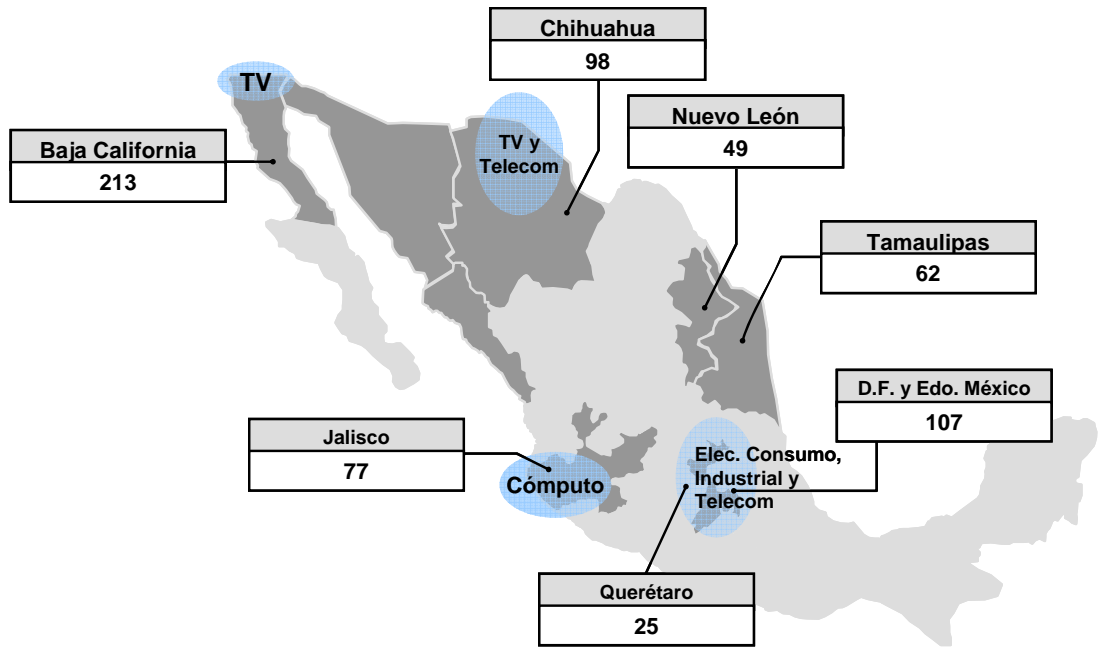 Chihuahua
98
TV
Nuevo León
49
TV y
Telecom
Baja California
213
Tamaulipas
62
D.F. y Edo. México
107
Jalisco
77
Elec. Consumo,
Industrial y
Telecom
Cómputo
Querétaro
25